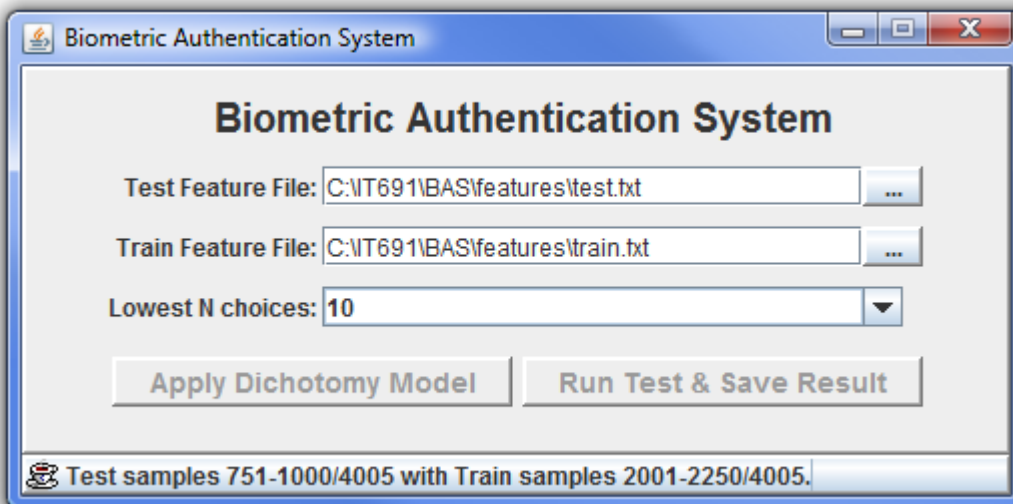 Biometric Authentication System
Biometric Authentication System
Test Feature File: C:\IT691\BAS\features\test.txt ...
Train Feature File: C:\IT691\BAS\features\train.txt ...
Lowest N choices: 10
Apply Dichotomy Model Run Test & Save Result
Test samples 751-1000/4005 with Train samples 2001-2250/4005.